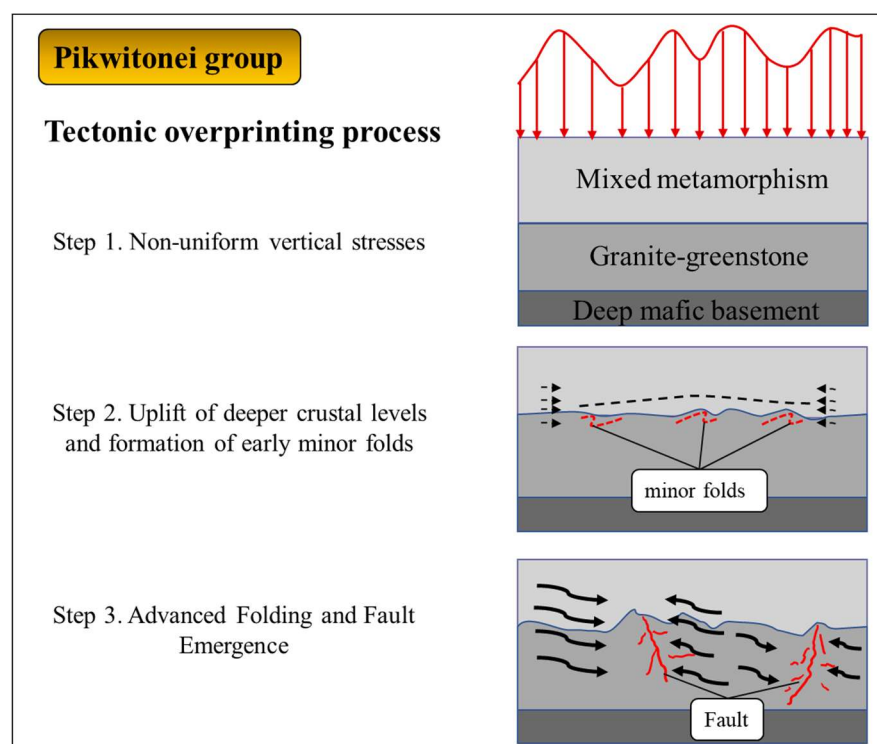 Pikwitonei group
Tectonic overprinting process
Step 1. Non-uniform vertical stresses
Mixed metamorphism
Granite-greenstone
Deep mafic basement
Step 2. Uplift of deeper crustal levels
and formation of early minor folds
minor folds
Step 3. Advanced Folding and Fault
Emergence
Fault